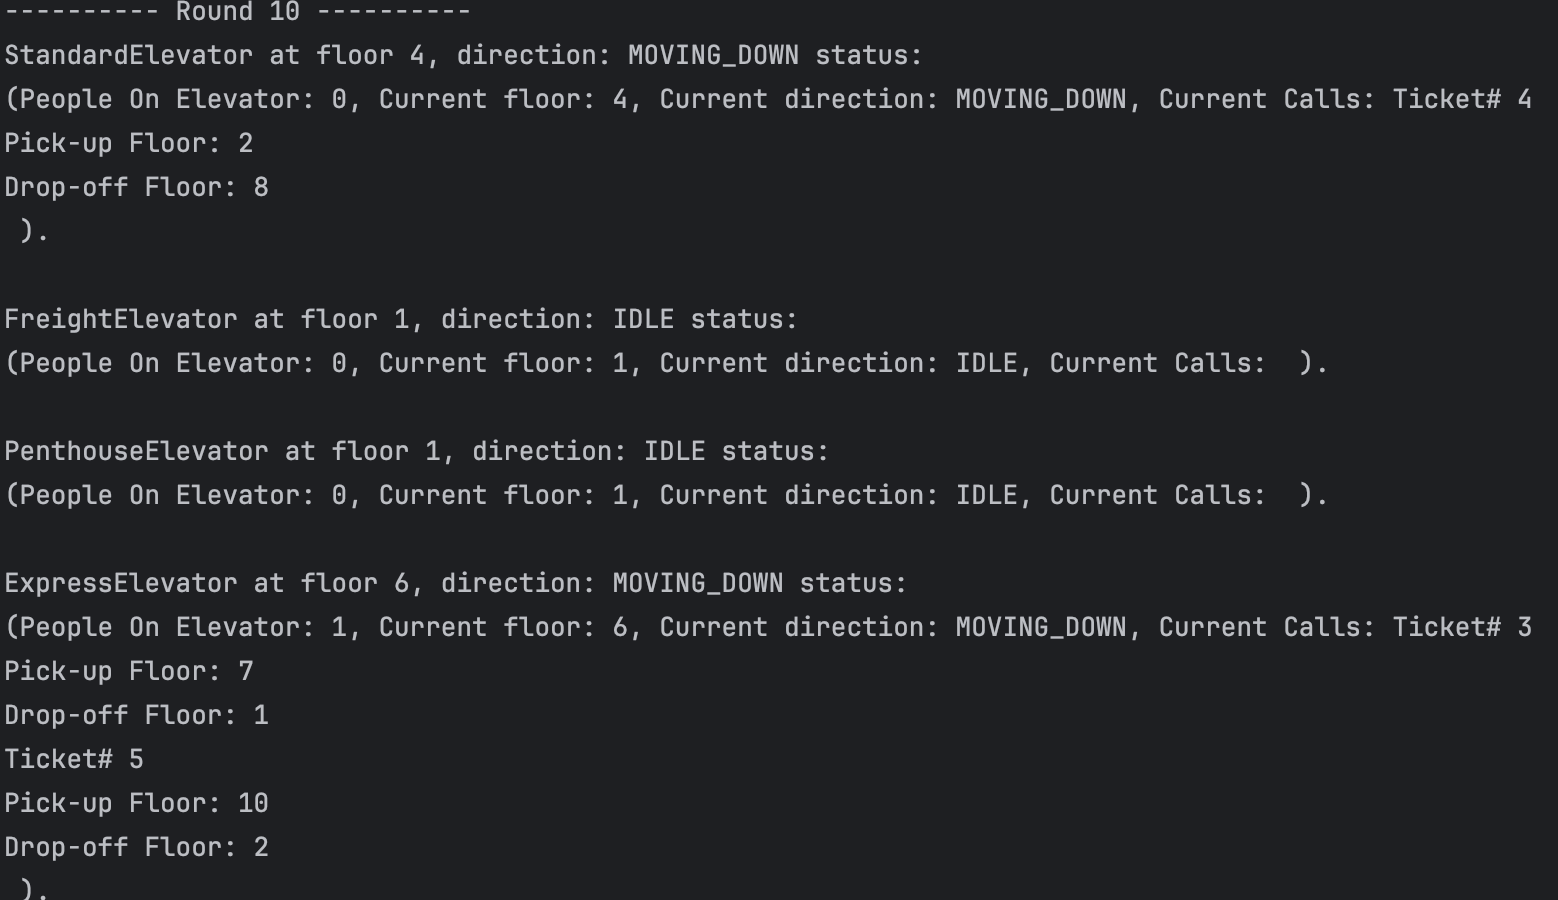 ---------- Round 10 ----------
StandardElevator at floor 4, direction: MOVING_DOWN status:
(People On Elevator: 0, Current floor: 4, Current direction: MOVING_DOWN, Current Calls: Ticket# 4
Pick-up Floor: 2
Drop-off Floor: 8
 ).
FreightElevator at floor 1, direction: IDLE status:
(People On Elevator: 0, Current floor: 1, Current direction: IDLE, Current Calls:  ).
PenthouseElevator at floor 1, direction: IDLE status:
(People On Elevator: 0, Current floor: 1, Current direction: IDLE, Current Calls:  ).
ExpressElevator at floor 6, direction: MOVING_DOWN status:
(People On Elevator: 1, Current floor: 6, Current direction: MOVING_DOWN, Current Calls: Ticket# 3
Pick-up Floor: 7
Drop-off Floor: 1
Ticket# 5
Pick-up Floor: 10
Drop-off Floor: 2
 ).